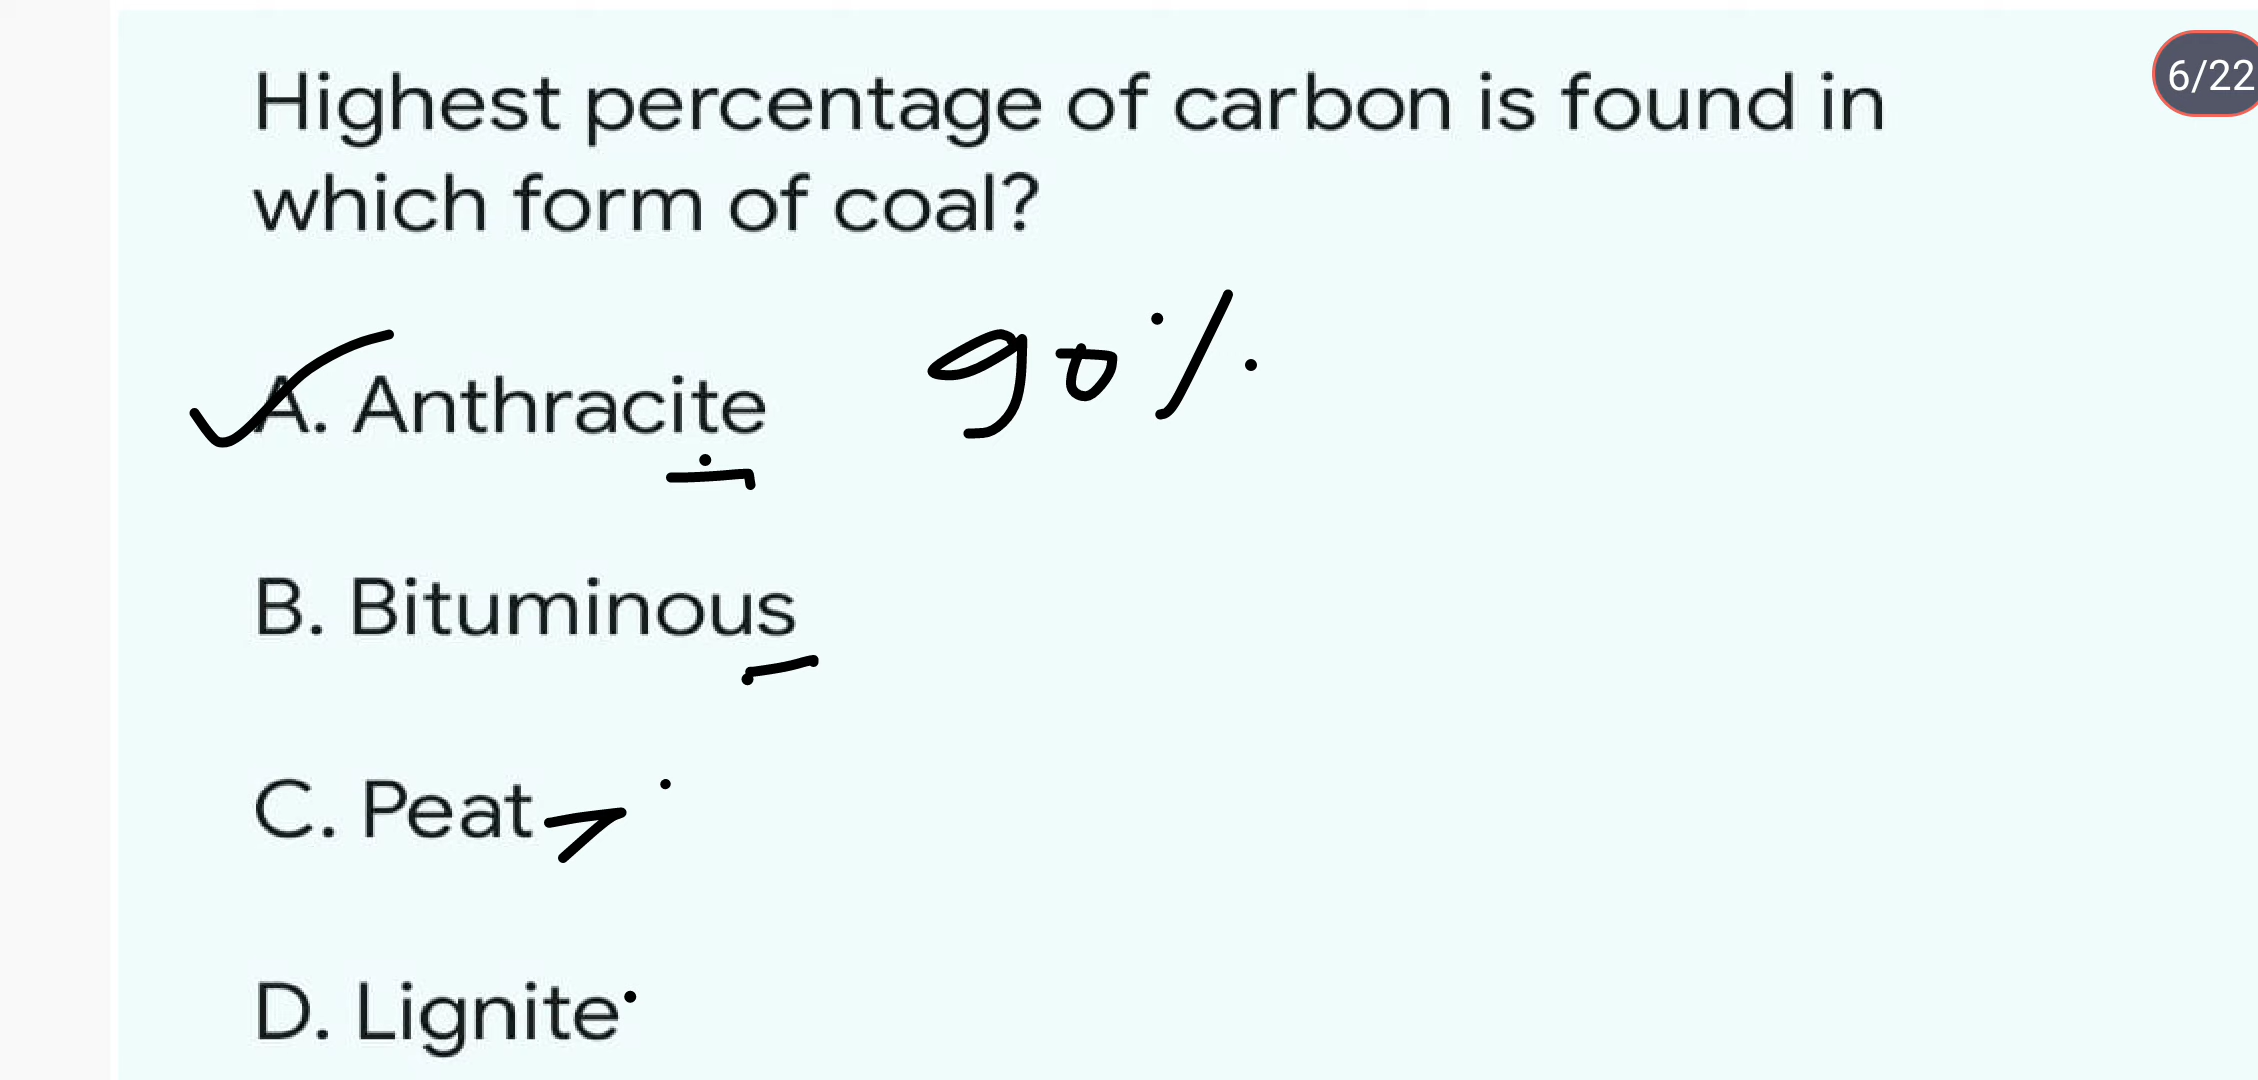 Highest percentage of carbon is found in
6/22
which form of coal?
A. Anthracite 90%
B. Bituminous
C. Peat
D. Lignite